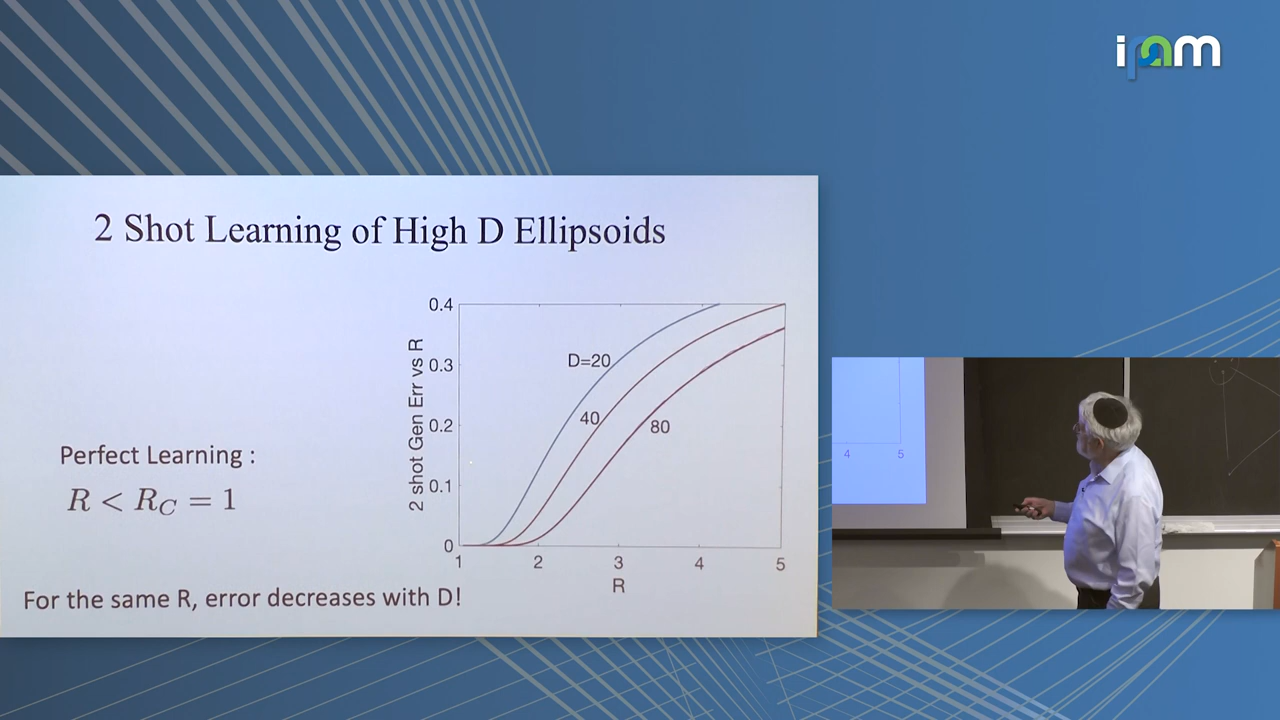 ipam
2 Shot Learning of High D Ellipsoids
2 shot Gen Err vs R
0.4
0.3
0.2
0.1
0
D=20
40
80
1 2 3 4 5
R
Perfect Learning :
R < R_C = 1
For the same R, error decreases with D!
4 5